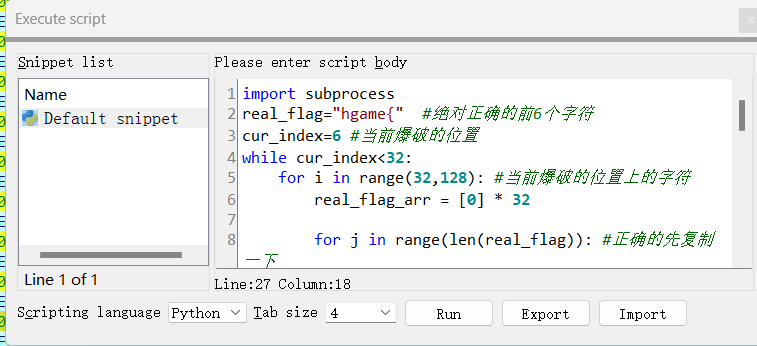 Execute script
Snippet list
Please enter script body
Name
Default snippet
Line 1 of 1
1 import subprocess
2 real_flag="hgame{" #绝对正确的前6个字符
3 cur_index=6 #当前爆破的位置
4 while cur_index<32:
5     for i in range(32,128): #当前爆破的位置上的字符
6         real_flag_arr = [0] * 32
7
8         for j in range(len(real_flag)): #正确的先复制
一下
Line:27 Column:18
Scripting language Python Tab size 4 Run Export Import